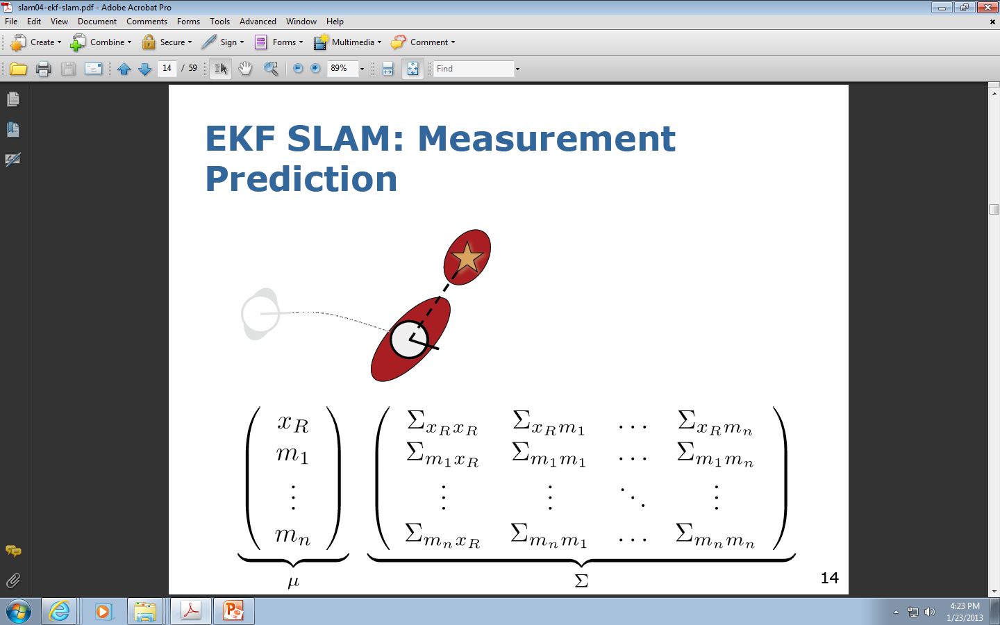 slam04-ekf-slam.pdf - Adobe Acrobat Pro
File Edit View Document Comments Forms Tools Advanced Window Help
Create Combine Secure Sign Forms Multimedia Comment
14 / 59 89% Find
EKF SLAM: Measurement
Prediction
x_R Σ_{x_R x_R} Σ_{x_R m_1} … Σ_{x_R m_n}
m_1 Σ_{m_1 x_R} Σ_{m_1 m_1} … Σ_{m_1 m_n}
⋮ ⋮ ⋮ ⋱ ⋮
m_n Σ_{m_n x_R} Σ_{m_n m_1} … Σ_{m_n m_n}
μ Σ
14
4:23 PM
1/23/2013